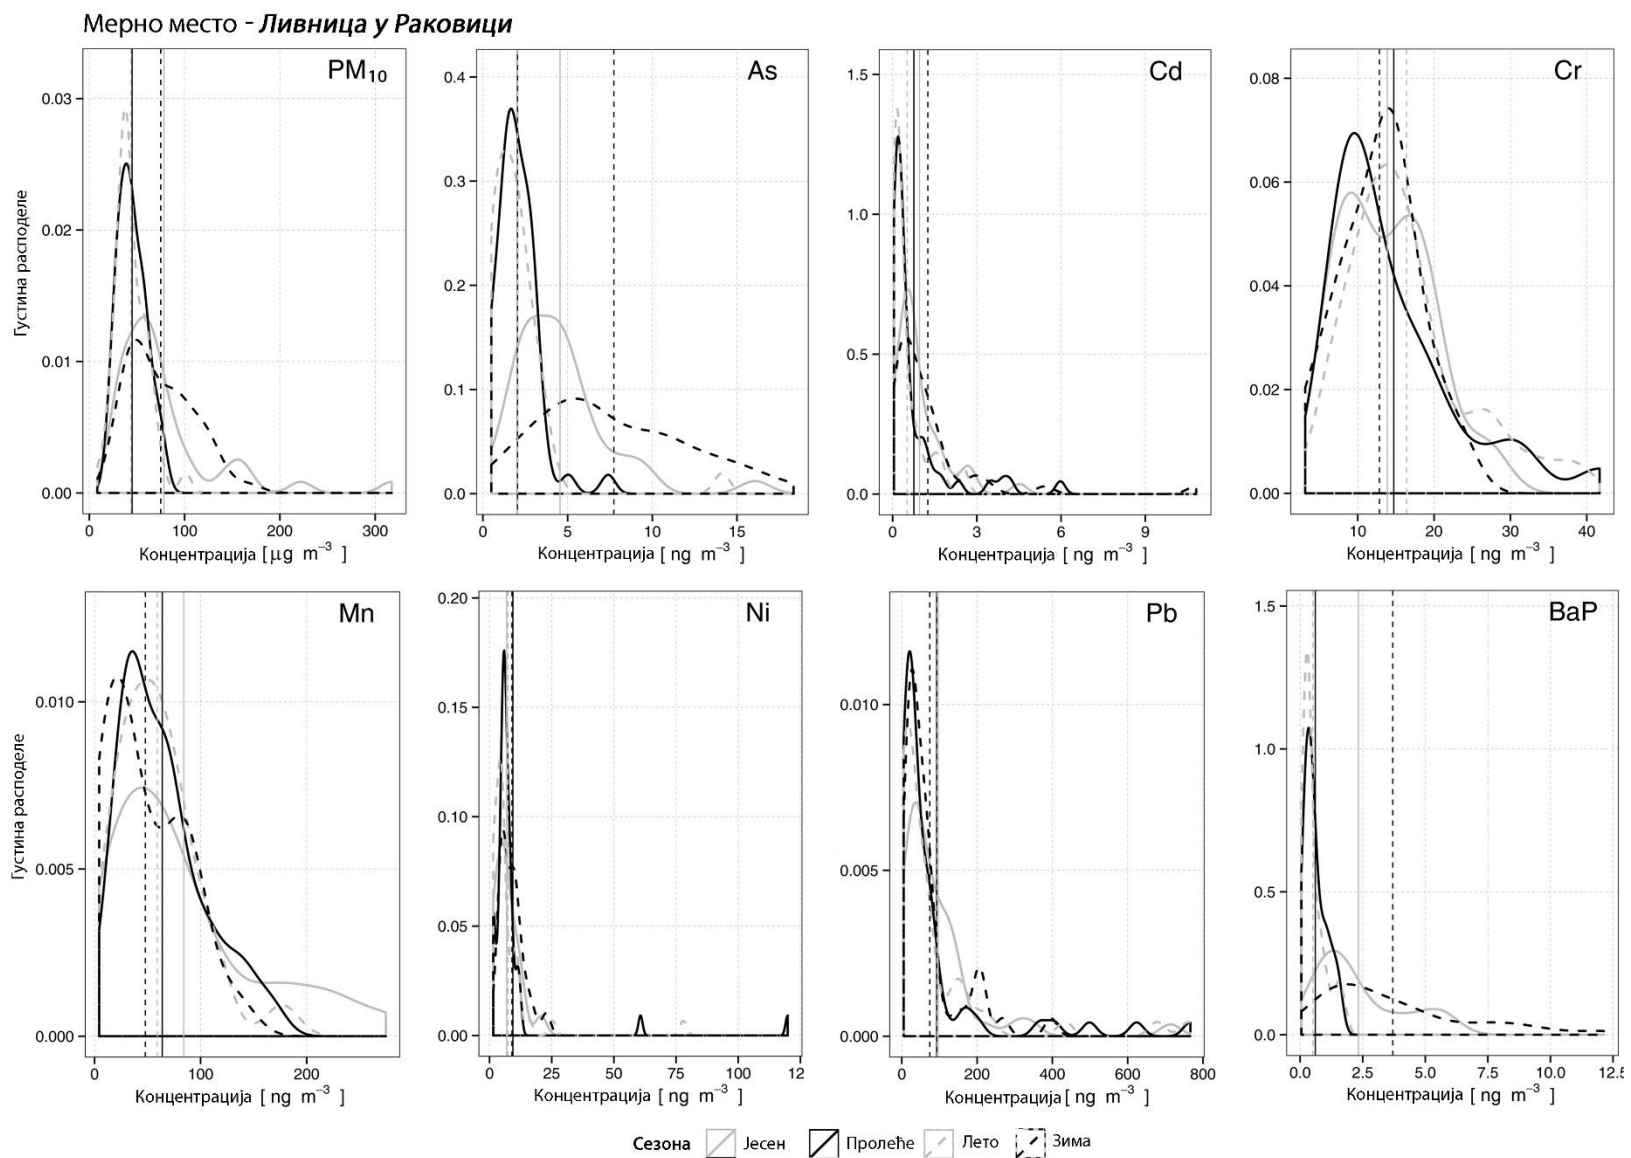 Мерно место - Ливница у Раковици
PM₁₀
As
Cd
Cr
Густина расподеле
0.03
0.02
0.01
0.00
0 100 200 300
Концентрација [ μg m⁻³ ]
0.4
0.3
0.2
0.1
0.0
0 5 10 15
Концентрација [ ng m⁻³ ]
1.5
1.0
0.5
0.0
0 3 6 9
Концентрација [ ng m⁻³ ]
0.08
0.06
0.04
0.02
0.00
10 20 30 40
Концентрација [ ng m⁻³ ]
Mn
Ni
Pb
BaP
Густина расподеле
0.010
0.005
0.000
0 100 200
Концентрација [ ng m⁻³ ]
0.20
0.15
0.10
0.05
0.00
0 25 50 75 100 12
Концентрација [ ng m⁻³ ]
0.010
0.005
0.000
0 200 400 600 800
Концентрација [ ng m⁻³ ]
1.5
1.0
0.5
0.0
0.0 2.5 5.0 7.5 10.0 12.5
Концентрација [ ng m⁻³ ]
Сезона Јесен Пролеће Лето Зима